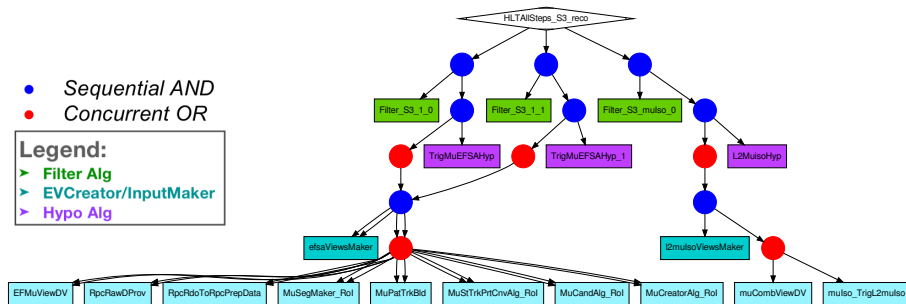 HLTAllSteps_S3_reco
Sequential AND
Concurrent OR
Filter_S3_1_0
Filter_S3_1_1
Filter_S3_muIso_0
Legend:
➤ Filter Alg
➤ EVCreator/InputMaker
➤ Hypo Alg
TrigMuEFSAHyp
TrigMuEFSAHyp_1
L2MuisoHyp
efsaViewsMaker
l2muIsoViewsMaker
EFMuViewDV
RpcRawDProv
RpcRdoToRpcPrepData
MuSegMaker_RoI
MuPatTrkBld
MuStTrkPrtCnvAlg_RoI
MuCandAlg_RoI
MuCreatorAlg_RoI
muCombViewDV
muIso_TrigL2muIso